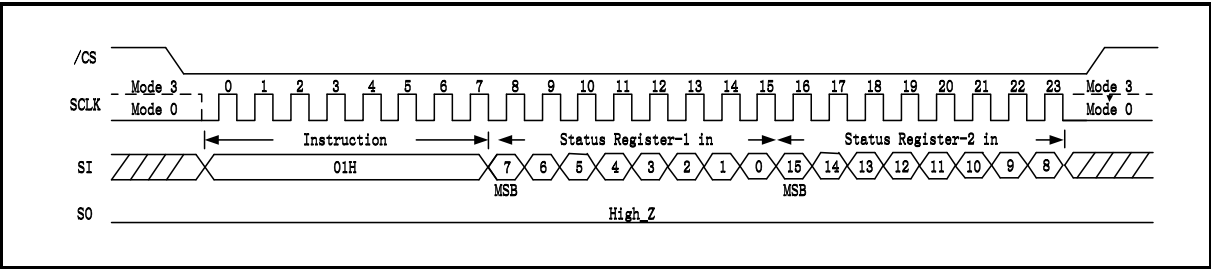 /CS
Mode 3 0 1 2 3 4 5 6 7 8 9 10 11 12 13 14 15 16 17 18 19 20 21 22 23 Mode 3
SCLK
Mode 0 Mode 0
Instruction Status Register-1 in Status Register-2 in
SI 01H 7 6 5 4 3 2 1 0 15 14 13 12 11 10 9 8
MSB MSB
SO High_Z